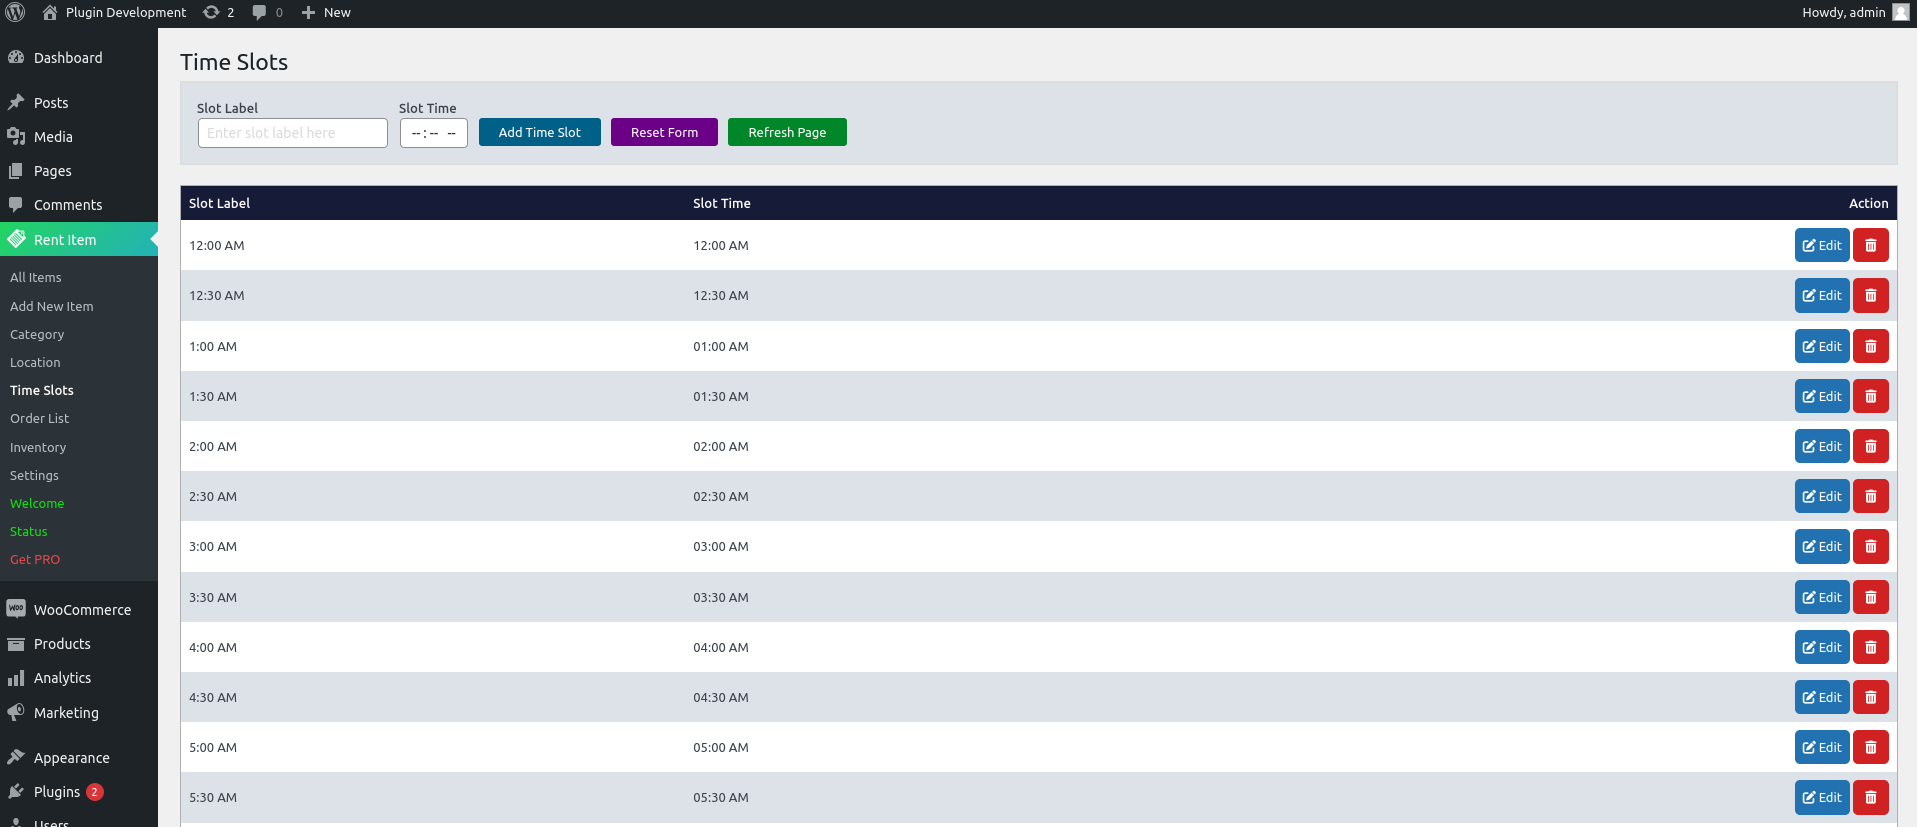 Plugin Development 2 0 New Howdy, admin
Dashboard
Posts
Media
Pages
Comments
Rent Item
All Items
Add New Item
Category
Location
Time Slots
Order List
Inventory
Settings
Welcome
Status
Get PRO
WooCommerce
Products
Analytics
Marketing
Appearance
Plugins 2
Users
Time Slots
Slot Label Slot Time
Enter slot label here --:-- -- Add Time Slot Reset Form Refresh Page
Slot Label Slot Time Action
12:00 AM 12:00 AM Edit
12:30 AM 12:30 AM Edit
1:00 AM 01:00 AM Edit
1:30 AM 01:30 AM Edit
2:00 AM 02:00 AM Edit
2:30 AM 02:30 AM Edit
3:00 AM 03:00 AM Edit
3:30 AM 03:30 AM Edit
4:00 AM 04:00 AM Edit
4:30 AM 04:30 AM Edit
5:00 AM 05:00 AM Edit
5:30 AM 05:30 AM Edit